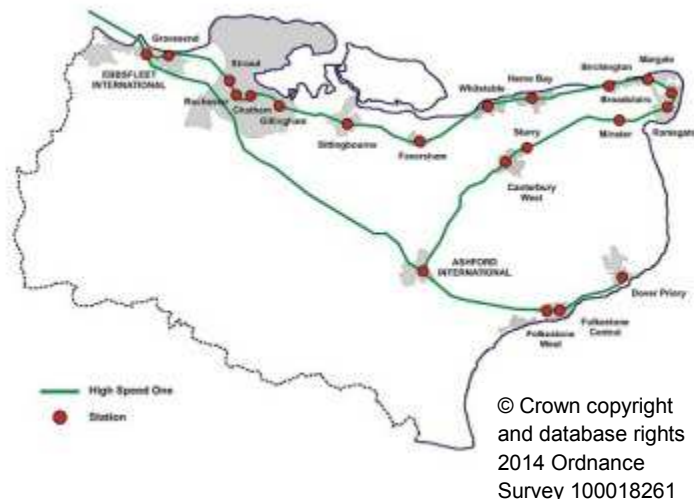 Gravesend
EBBSFLEET
INTERNATIONAL
Strood
Rochester
Chatham
Gillingham
Sittingbourne
Faversham
Whitstable
Herne Bay
Birchington
Margate
Broadstairs
Ramsgate
Minster
Sturry
Canterbury
West
ASHFORD
INTERNATIONAL
Dover Priory
Folkestone
West
Folkestone
Central
High Speed One
Station
© Crown copyright
and database rights
2014 Ordnance
Survey 100018261